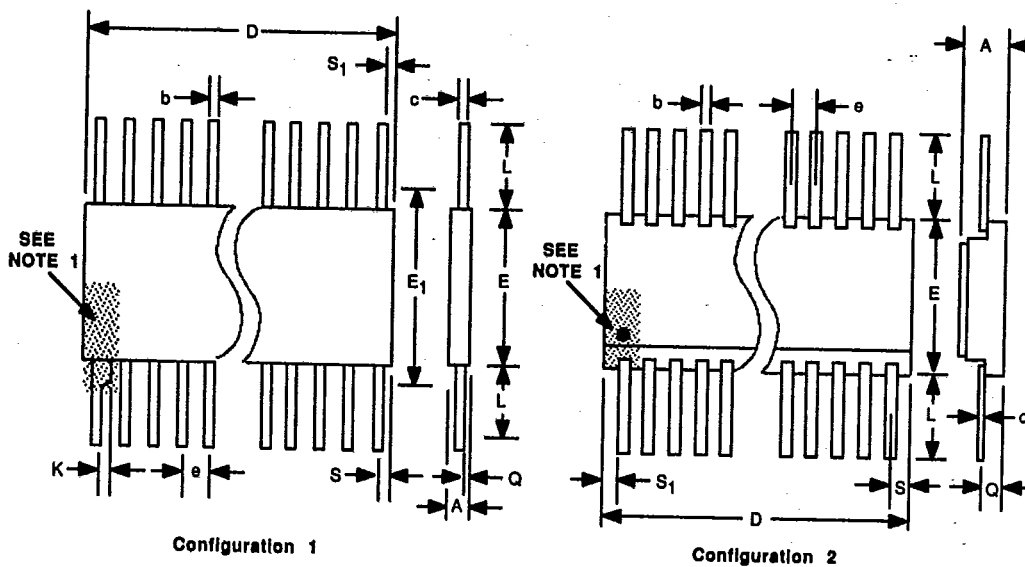 D
S1
b
c
L
SEE
NOTE 1
E1
E
L
K
e
S
Q
A
Configuration 1
A
b
e
L
SEE
NOTE 1
E
L
c
S1
S
Q
D
Configuration 2